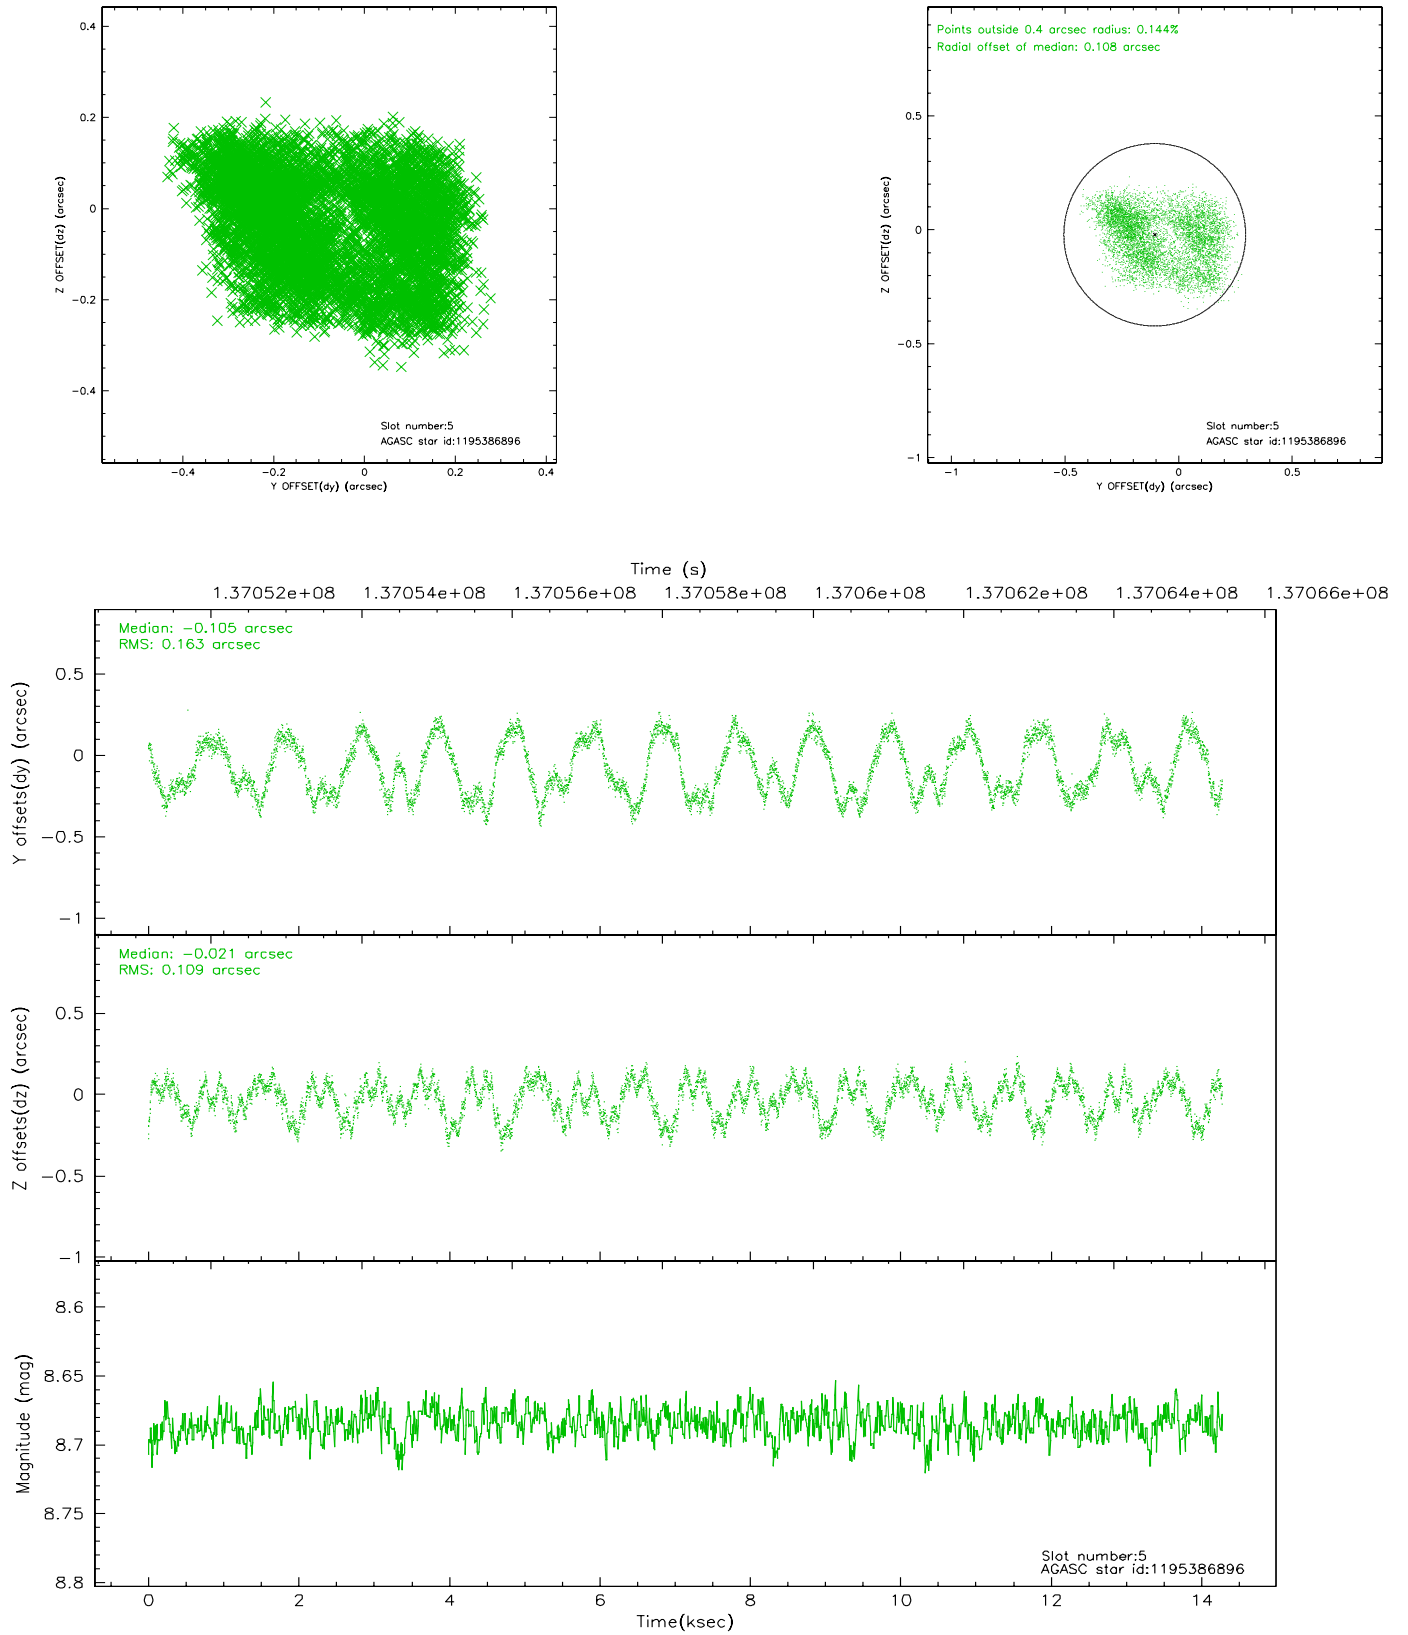 0.4
0.2
0
−0.2
−0.4
Z OFFSET(dz) (arcsec)
−0.4
−0.2
0
0.2
0.4
Y OFFSET(dy) (arcsec)
Slot number:5
AGASC star id:1195386896
Points outside 0.4 arcsec radius: 0.144%
Radial offset of median: 0.108 arcsec
0.5
0
−0.5
−1
Z OFFSET(dz) (arcsec)
−1
−0.5
0
0.5
Y OFFSET(dy) (arcsec)
Slot number:5
AGASC star id:1195386896
Time (s)
1.37052e+08
1.37054e+08
1.37056e+08
1.37058e+08
1.3706e+08
1.37062e+08
1.37064e+08
1.37066e+08
Median: −0.105 arcsec
RMS: 0.163 arcsec
0.5
0
−0.5
−1
Y offsets(dy) (arcsec)
Median: −0.021 arcsec
RMS: 0.109 arcsec
0.5
0
−0.5
−1
Z offsets(dz) (arcsec)
8.6
8.65
8.7
8.75
8.8
Magnitude (mag)
Slot number:5
AGASC star id:1195386896
0
2
4
6
8
10
12
14
Time(ksec)